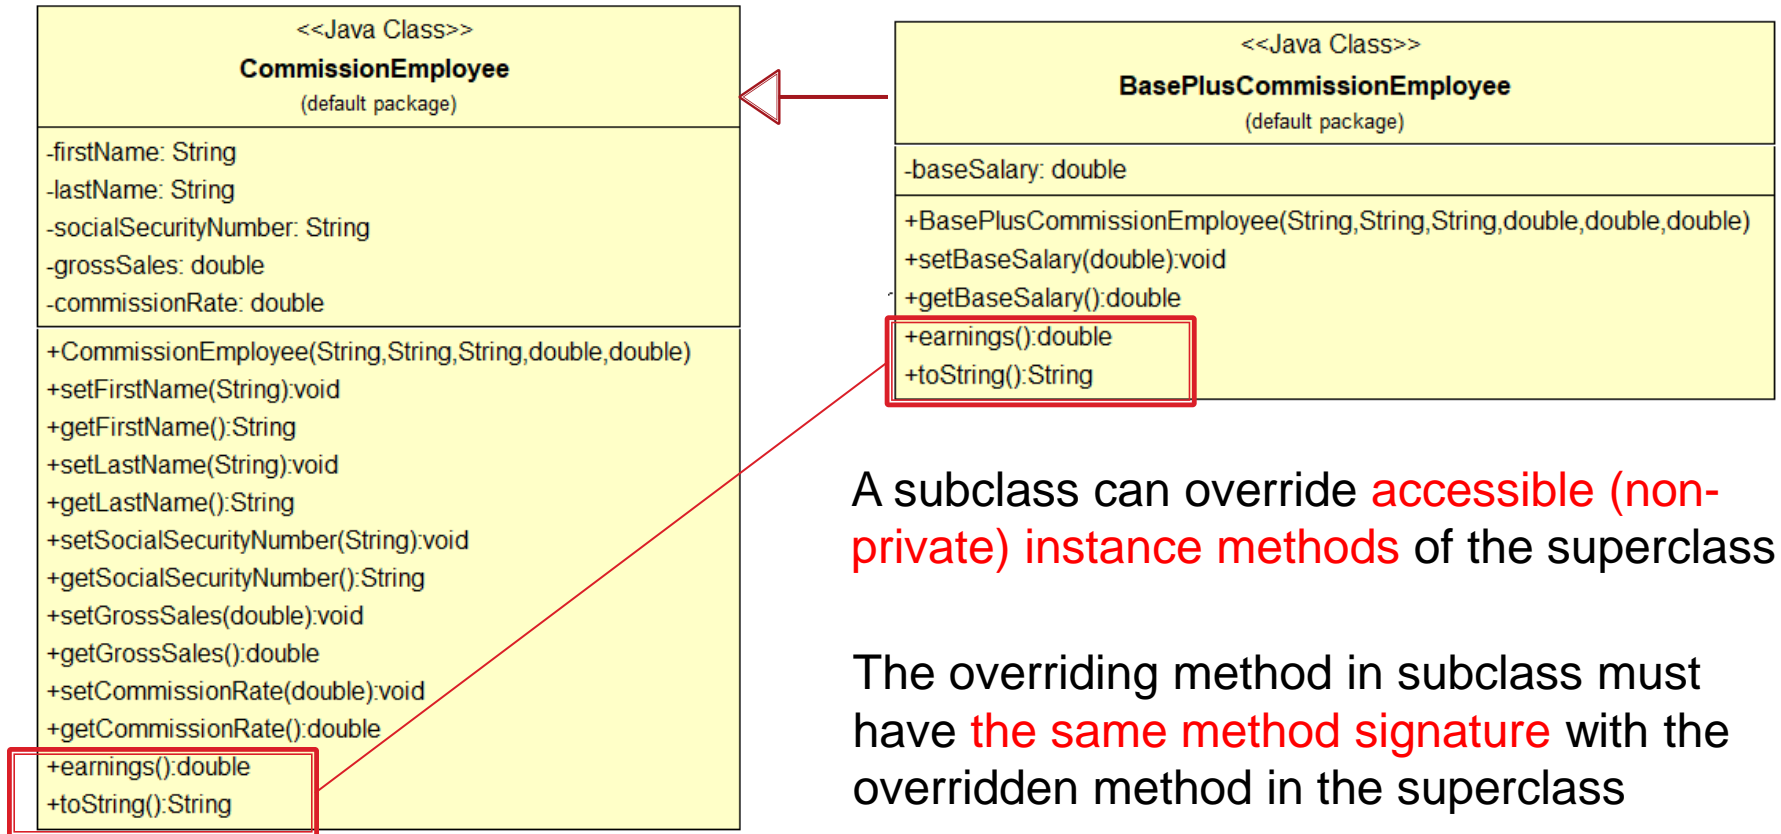 <<Java Class>>
CommissionEmployee
(default package)
-firstName: String
-lastName: String
-socialSecurityNumber: String
-grossSales: double
-commissionRate: double
+CommissionEmployee(String,String,String,double,double)
+setFirstName(String):void
+getFirstName():String
+setLastName(String):void
+getLastName():String
+setSocialSecurityNumber(String):void
+getSocialSecurityNumber():String
+setGrossSales(double):void
+getGrossSales():double
+setCommissionRate(double):void
+getCommissionRate():double
+earnings():double
+toString():String
<<Java Class>>
BasePlusCommissionEmployee
(default package)
-baseSalary: double
+BasePlusCommissionEmployee(String,String,String,double,double,double)
+setBaseSalary(double):void
+getBaseSalary():double
+earnings():double
+toString():String
A subclass can override accessible (non-
private) instance methods of the superclass
The overriding method in subclass must
have the same method signature with the
overridden method in the superclass